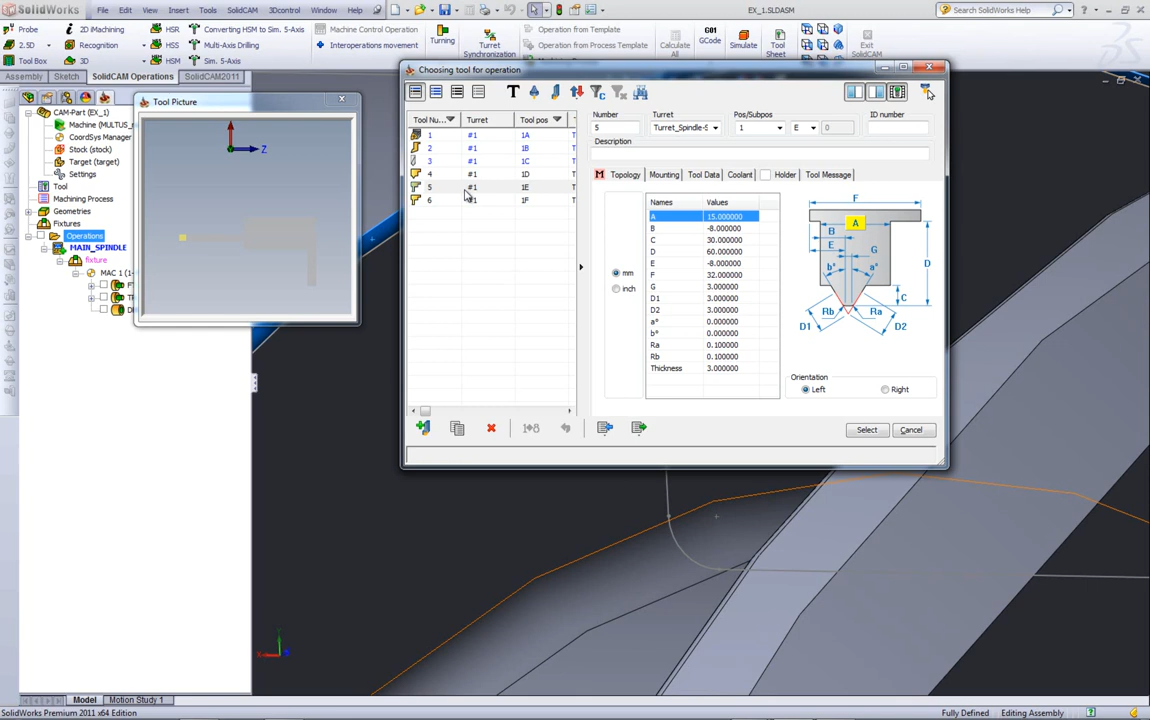 SolidWorks
File Edit View Insert Tools SolidCAM 3Dcontrol Window Help
EX_1.SLDASM
Search SolidWorks Help
Probe 2D iMachining HSR Converting HSM to Sim. 5-Axis Machine Control Operation Operation from Template G01
2.5D Recognition HSS Multi-Axis Drilling Interoperations movement Turning Turret Synchronization Operation from Process Template Calculate All GCode Simulate Tool Sheet Exit SolidCAM
Tool Box 3D HSM Sim. 5-Axis
Assembly Sketch SolidCAM Operations SolidCAM2011
CAM-Part (EX_1)
Machine (MULTUS_
CoordSys Manager
Stock (stock)
Target (target)
Settings
Tool
Machining Process
Geometries
Fixtures
Operations
MAIN_SPINDLE
fixture
MAC 1 (1-
Tool Picture
Z
Choosing tool for operation
Tool Nu... Turret Tool pos
1 #1 1A T
2 #1 1B T
3 #1 1C T
4 #1 1D T
5 #1 1E T
6 #1 1F T
Number Turret Pos/Subpos ID number
5 Turret_Spindle-S 1 E 0
Description
M Topology Mounting Tool Data Coolant Holder Tool Message
mm
inch
Names Values
A 15.000000
B -8.000000
C 30.000000
D 60.000000
E -8.000000
F 32.000000
G 3.000000
D1 3.000000
D2 3.000000
a° 0.000000
b° 0.000000
Ra 0.100000
Rb 0.100000
Thickness 3.000000
F
A
B
G
E
D
b° a°
C
Rb Ra
D1 D2
Orientation
Left Right
Select Cancel
Model Motion Study 1
SolidWorks Premium 2011 x64 Edition
Fully Defined Editing Assembly